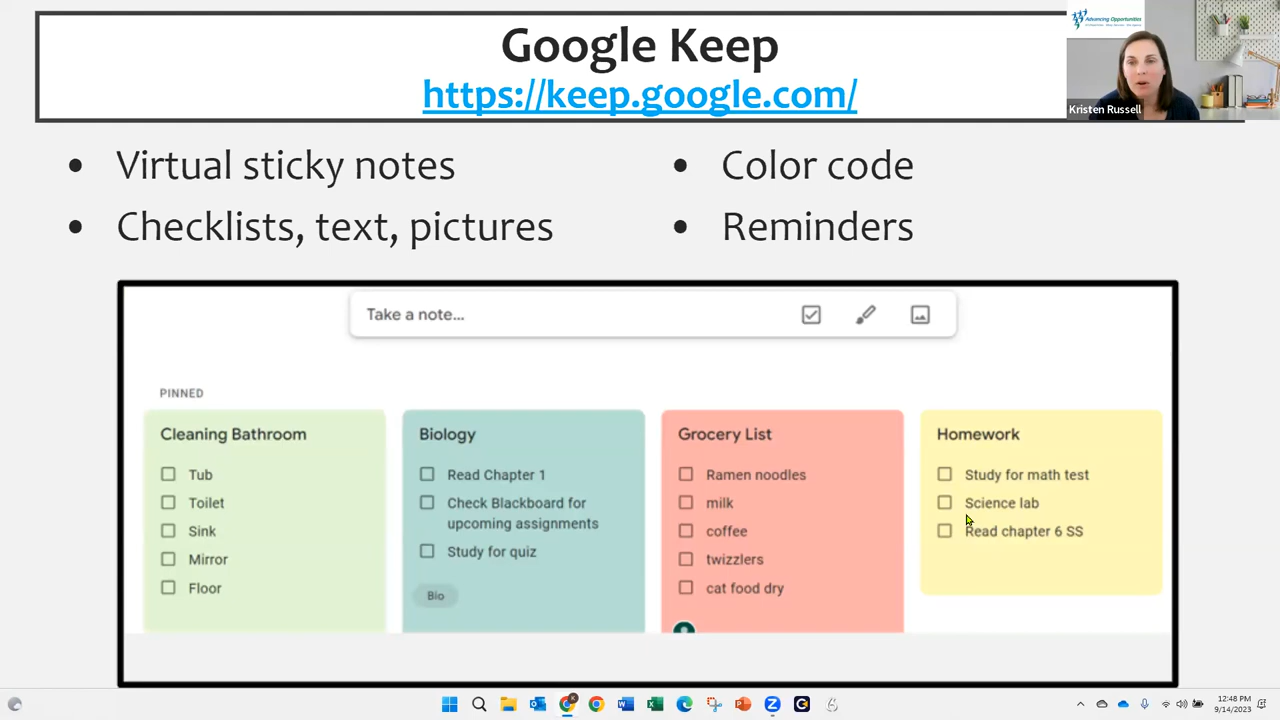 Google Keep
https://keep.google.com/
Advancing Opportunities
Kristen Russell
• Virtual sticky notes
• Checklists, text, pictures
• Color code
• Reminders
Take a note...
PINNED
Cleaning Bathroom
Tub
Toilet
Sink
Mirror
Floor
Biology
Read Chapter 1
Check Blackboard for
upcoming assignments
Study for quiz
Bio
Grocery List
Ramen noodles
milk
coffee
twizzlers
cat food dry
Homework
Study for math test
Science lab
Read chapter 6 SS
12:48 PM
9/14/2023